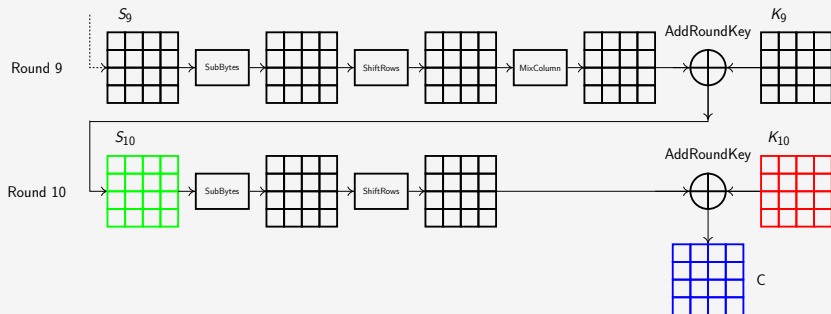 S9
K9
AddRoundKey
Round 9
SubBytes
ShiftRows
MixColumn
S10
K10
AddRoundKey
Round 10
SubBytes
ShiftRows
C